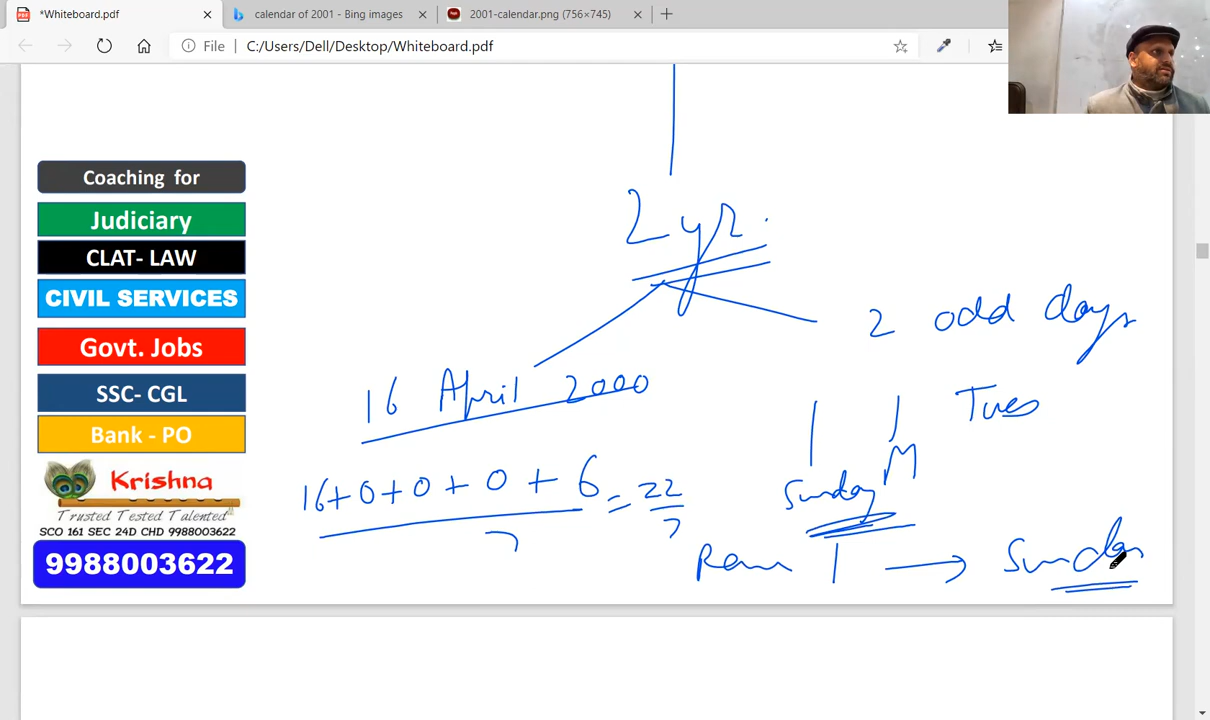 *Whiteboard.pdf
calendar of 2001 - Bing images
2001-calendar.png (756×745)
File
C:/Users/Dell/Desktop/Whiteboard.pdf
Coaching for
Judiciary
CLAT- LAW
CIVIL SERVICES
Govt. Jobs
SSC- CGL
Bank - PO
Krishna
Trusted Tested Talented
SCO 161 SEC 24D CHD 9988003622
9988003622
2 yr.
2 odd days
16 April 2000
Tues
M
Sunday
16+0+0+0+6 = 22
7
7
Rem 1 → Sunday